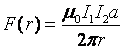 F(r) = μ₀I₁I₂a / 2πr